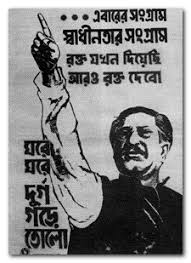 ... এবারের সংগ্রাম
স্বাধীনতার সংগ্রাম
রক্ত যখন দিয়েছি
আরও রক্ত দেবো
ঘরে
ঘরে
দুর্গ
গড়ে
তোলো